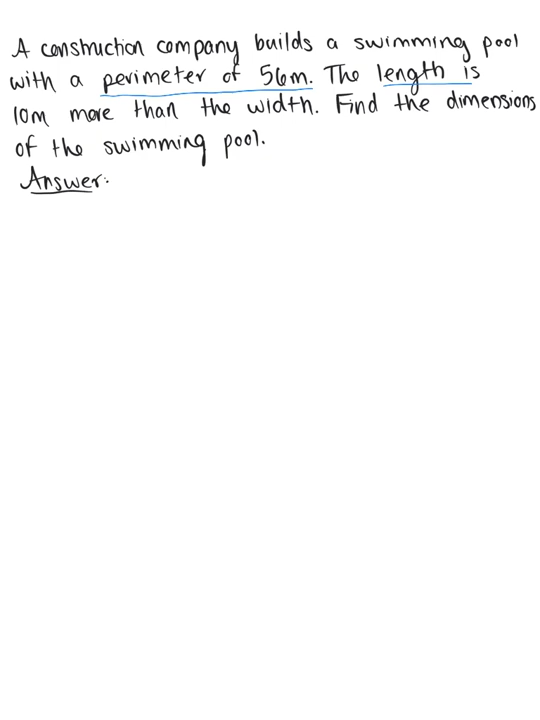 A construction company builds a swimming pool
with a perimeter of 56m. The length is
10m more than the width. Find the dimensions
of the swimming pool.
Answer: